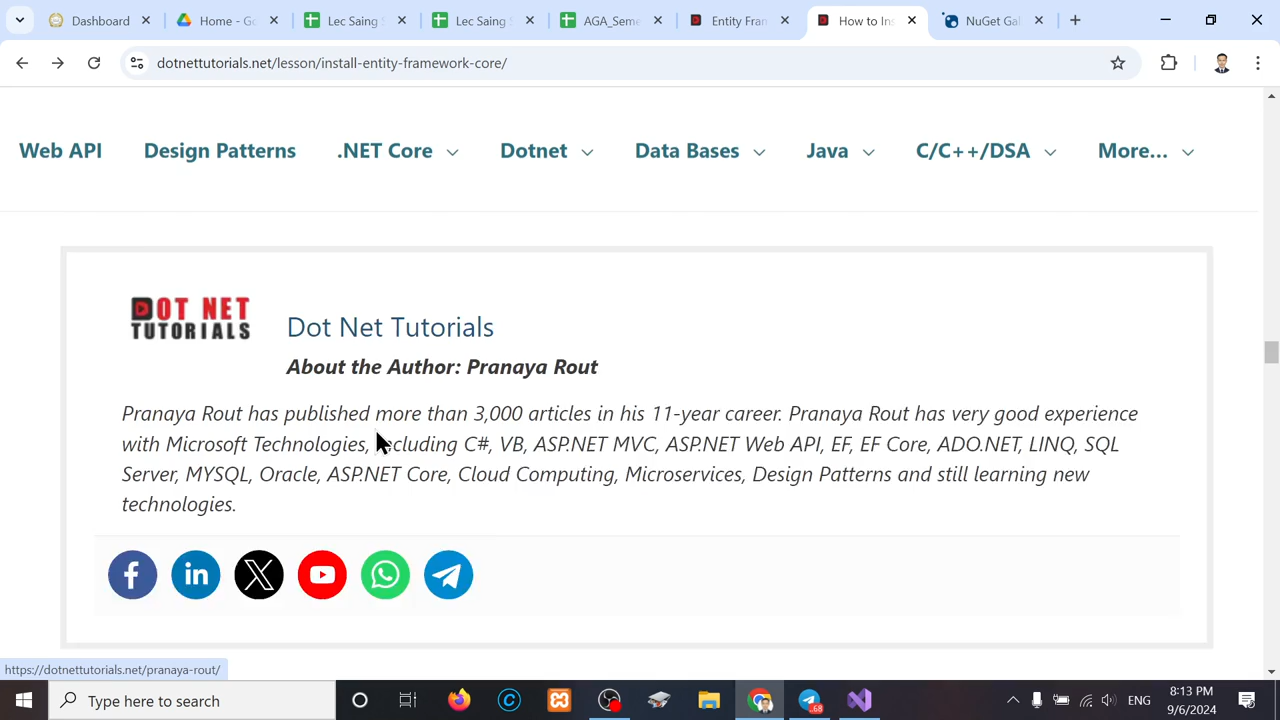 Dashboard
Home - Go
Lec Saing S
Lec Saing S
AGA_Seme
Entity Fran
How to Ins
NuGet Gal
dotnettutorials.net/lesson/install-entity-framework-core/
Web API
Design Patterns
.NET Core
Dotnet
Data Bases
Java
C/C++/DSA
More...
DOT NET
TUTORIALS
Dot Net Tutorials
About the Author: Pranaya Rout
Pranaya Rout has published more than 3,000 articles in his 11-year career. Pranaya Rout has very good experience
with Microsoft Technologies, including C#, VB, ASP.NET MVC, ASP.NET Web API, EF, EF Core, ADO.NET, LINQ, SQL
Server, MYSQL, Oracle, ASP.NET Core, Cloud Computing, Microservices, Design Patterns and still learning new
technologies.
https://dotnettutorials.net/pranaya-rout/
Type here to search
.68
ENG
8:13 PM
9/6/2024